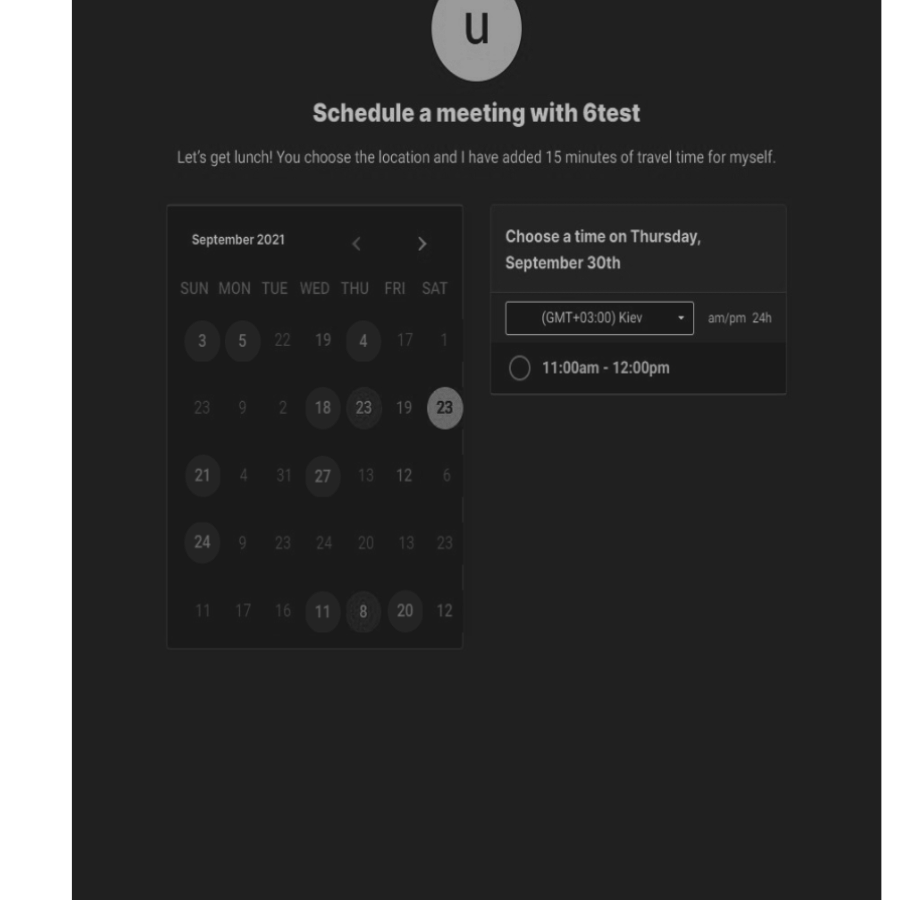 u
Schedule a meeting with 6test
Let's get lunch! You choose the location and I have added 15 minutes of travel time for myself.
September 2021
SUN MON TUE WED THU FRI SAT
3 5 22 19 4 17 1
23 9 2 18 23 19 23
21 4 31 27 13 12 6
24 9 23 24 20 13 23
11 17 16 11 8 20 12
Choose a time on Thursday,
September 30th
(GMT+03:00) Kiev am/pm 24h
11:00am - 12:00pm